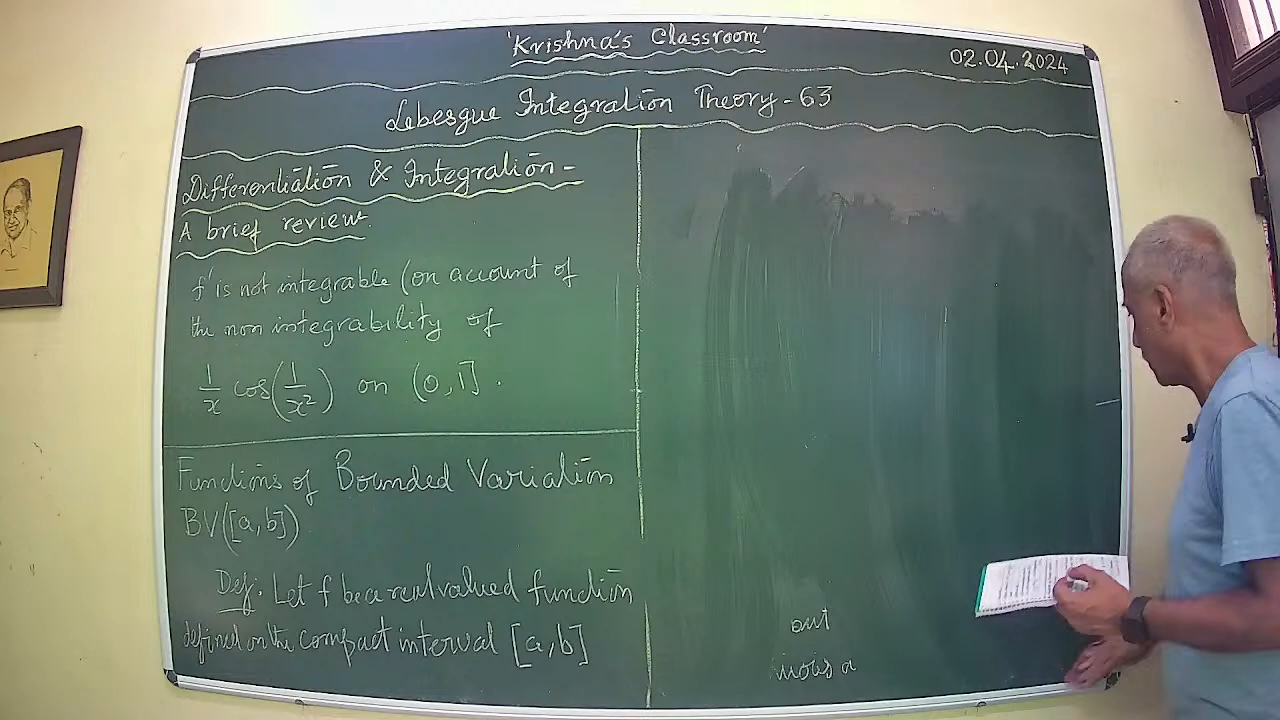 'Krishna's Classroom'
02.04.2024
Lebesgue Integration Theory - 63
Differentiation & Integration -
A brief review.
f' is not integrable (on account of
the non integrability of
1/x cos(1/x²) on (0,1].
Functions of Bounded Variation
BV([a,b])
Def. Let f be a real valued function
defined on the compact interval [a,b]
out